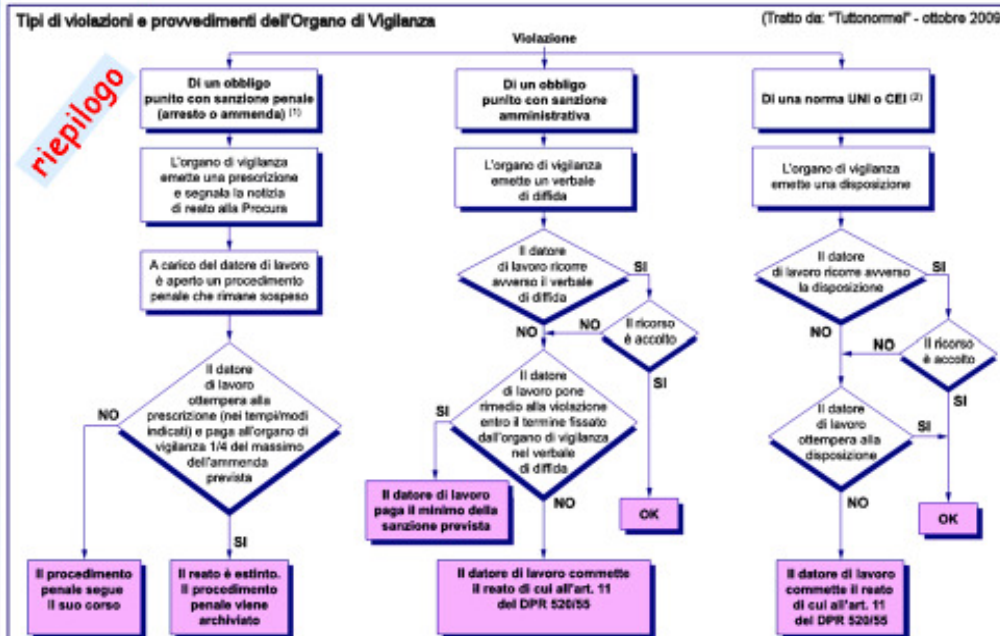 Tipi di violazioni e provvedimenti dell'Organo di Vigilanza
(Tratto da: "Tuttonormel" - ottobre 2009
riepilogo
Violazione
Di un obbligo
punito con sanzione penale
(arresto o ammenda) (1)
L'organo di vigilanza
emette una prescrizione
e segnala la notizia
di reato alla Procura
A carico del datore di lavoro
è aperto un procedimento
penale che rimane sospeso
Il datore
di lavoro
ottempera alla
prescrizione (nei tempi/modi
indicati) e paga all'organo di
vigilanza 1/4 del massimo
dell'ammenda
prevista
NO
SI
Il procedimento
penale segue
Il suo corso
Il reato è estinto.
Il procedimento
penale viene
archiviato
Di un obbligo
punito con sanzione
amministrativa
L'organo di vigilanza
emette un verbale
di diffida
Il datore
di lavoro ricorre
avverso il verbale
di diffida
SI
NO
NO
Il ricorso
è accolto
SI
Il datore
di lavoro pone
rimedio alla violazione
entro il termine fissato
dall'organo di vigilanza
nel verbale
di diffida
SI
NO
Il datore di lavoro
paga il minimo della
sanzione prevista
OK
Il datore di lavoro commette
il reato di cui all'art. 11
del DPR 520/55
Di una norma UNI o CEI (2)
L'organo di vigilanza
emette una disposizione
Il datore
di lavoro ricorre avverso
la disposizione
SI
NO
NO
Il ricorso
è accolto
SI
Il datore
di lavoro
ottempera alla
disposizione
SI
NO
OK
Il datore di lavoro
commette il reato
di cui all'art. 11
del DPR 520/55